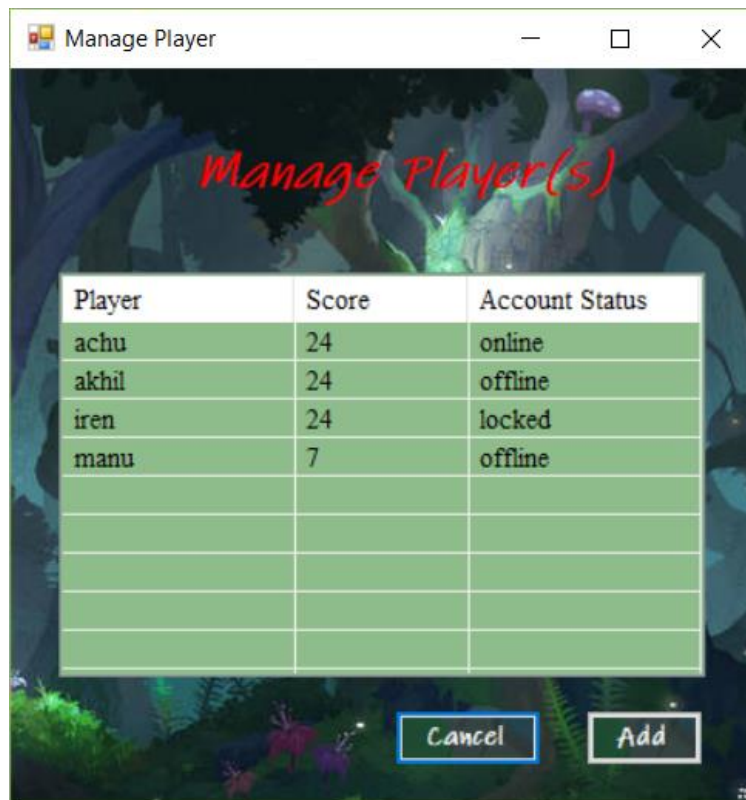 Manage Player
Manage Player(s)
Player Score Account Status
achu 24 online
akhil 24 offline
iren 24 locked
manu 7 offline
Cancel Add